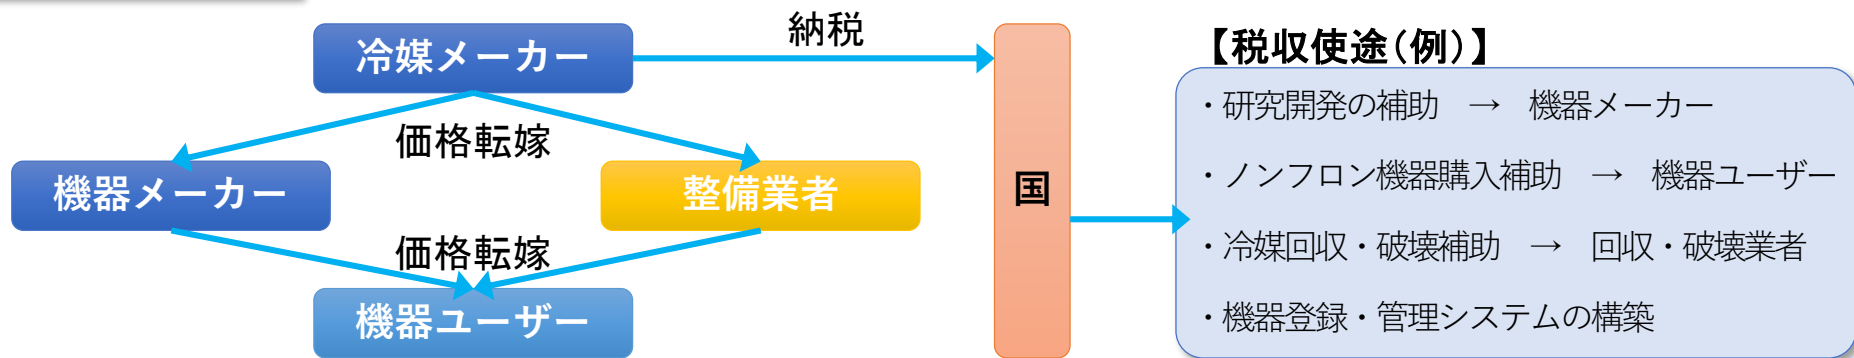 冷媒メーカー
納税
価格転嫁
機器メーカー
整備業者
価格転嫁
機器ユーザー
国
【税収使途(例)】
・研究開発の補助　→　機器メーカー
・ノンフロン機器購入補助　→　機器ユーザー
・冷媒回収・破壊補助　→　回収・破壊業者
・機器登録・管理システムの構築